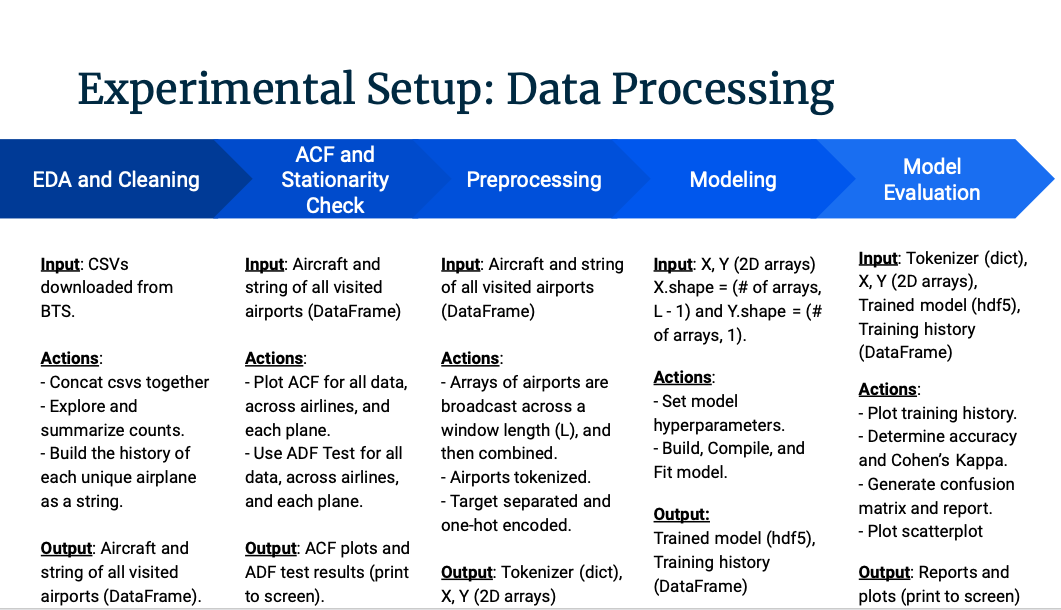 Experimental Setup: Data Processing
EDA and Cleaning
ACF and
Stationarity
Check
Preprocessing
Modeling
Model
Evaluation
Input: CSVs
downloaded from
BTS.
Actions:
- Concat csvs together
- Explore and
summarize counts.
- Build the history of
each unique airplane
as a string.
Output: Aircraft and
string of all visited
airports (DataFrame).
Input: Aircraft and
string of all visited
airports (DataFrame)
Actions:
- Plot ACF for all data,
across airlines, and
each plane.
- Use ADF Test for all
data, across airlines,
and each plane.
Output: ACF plots and
ADF test results (print
to screen).
Input: Aircraft and string
of all visited airports
(DataFrame)
Actions:
- Arrays of airports are
broadcast across a
window length (L), and
then combined.
- Airports tokenized.
- Target separated and
one-hot encoded.
Output: Tokenizer (dict),
X, Y (2D arrays)
Input: X, Y (2D arrays)
X.shape = (# of arrays,
L - 1) and Y.shape = (#
of arrays, 1).
Actions:
- Set model
hyperparameters.
- Build, Compile, and
Fit model.
Output:
Trained model (hdf5),
Training history
(DataFrame)
Input: Tokenizer (dict),
X, Y (2D arrays),
Trained model (hdf5),
Training history
(DataFrame)
Actions:
- Plot training history.
- Determine accuracy
and Cohen's Kappa.
- Generate confusion
matrix and report.
- Plot scatterplot
Output: Reports and
plots (print to screen)